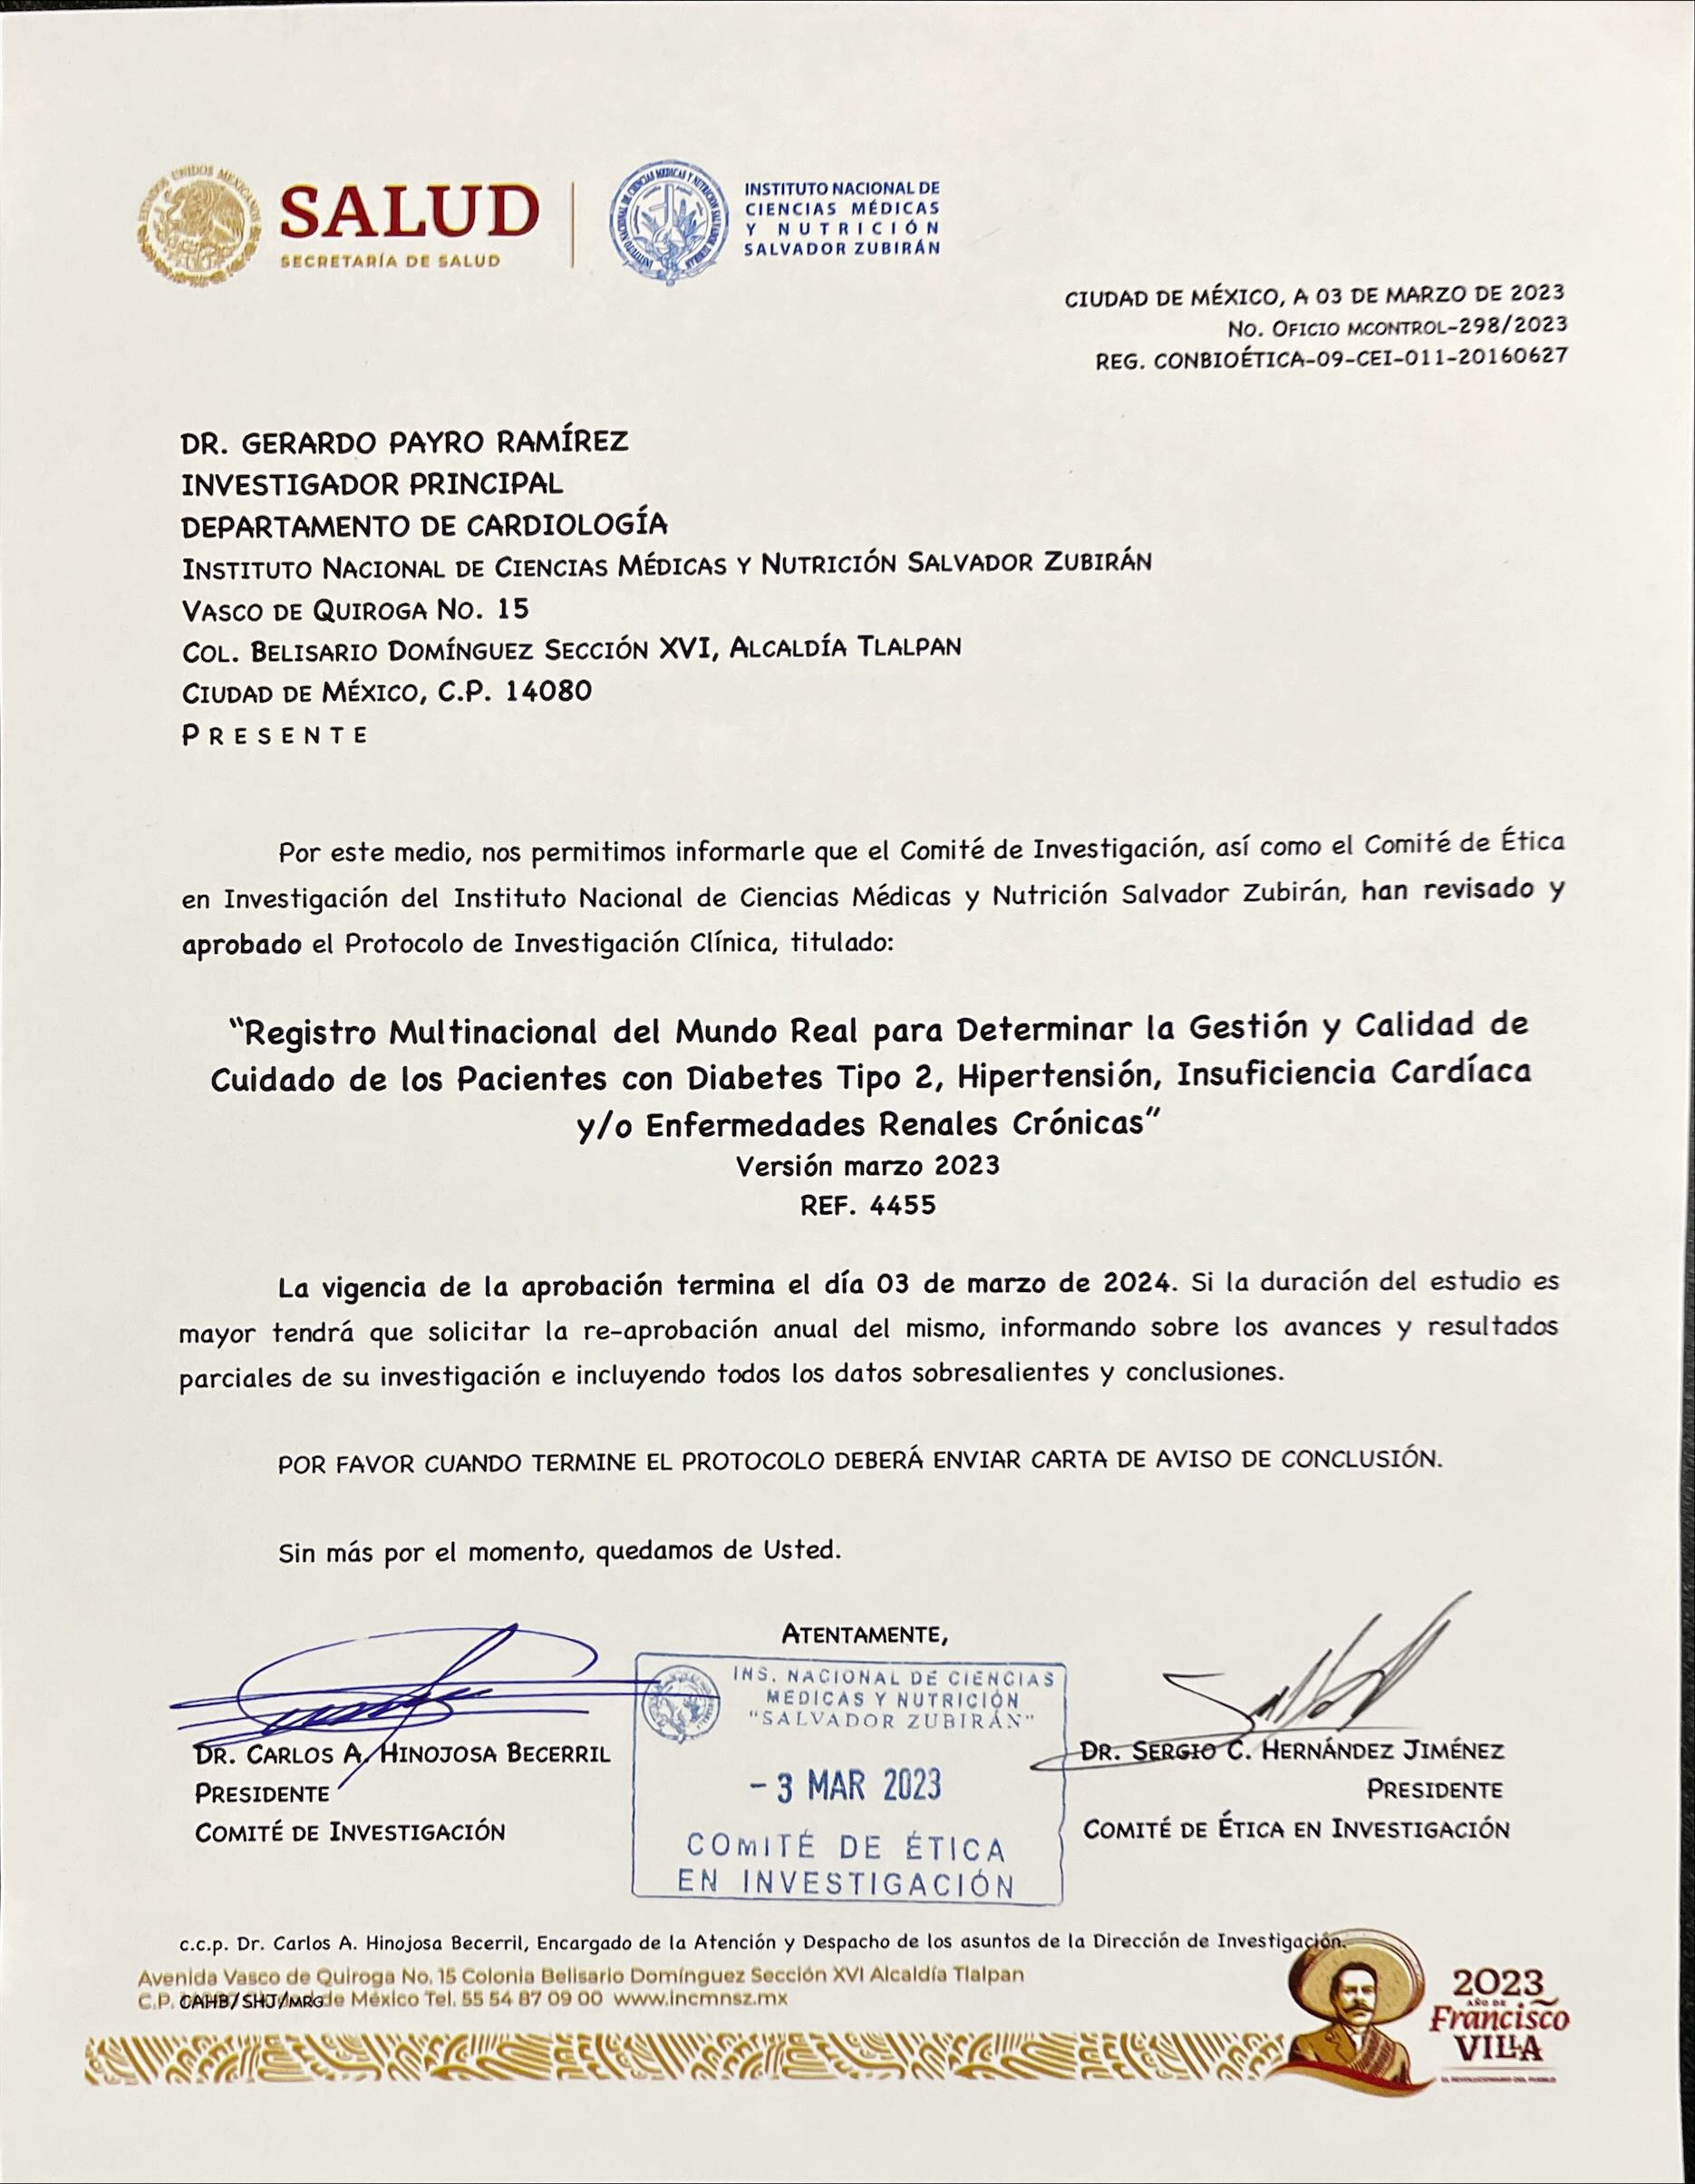 SALUD
SECRETARÍA DE SALUD
INSTITUTO NACIONAL DE
CIENCIAS MÉDICAS
Y NUTRICIÓN
SALVADOR ZUBIRÁN
CIUDAD DE MÉXICO, A 03 DE MARZO DE 2023
No. OFICIO MCONTROL-298/2023
REG. CONBIOÉTICA-09-CEI-011-20160627
DR. GERARDO PAYRO RAMÍREZ
INVESTIGADOR PRINCIPAL
DEPARTAMENTO DE CARDIOLOGÍA
INSTITUTO NACIONAL DE CIENCIAS MÉDICAS Y NUTRICIÓN SALVADOR ZUBIRÁN
VASCO DE QUIROGA NO. 15
COL. BELISARIO DOMÍNGUEZ SECCIÓN XVI, ALCALDÍA TLALPAN
CIUDAD DE MÉXICO, C.P. 14080
P R E S E N T E
Por este medio, nos permitimos informarle que el Comité de Investigación, así como el Comité de Ética
en Investigación del Instituto Nacional de Ciencias Médicas y Nutrición Salvador Zubirán, han revisado y
aprobado el Protocolo de Investigación Clínica, titulado:
“Registro Multinacional del Mundo Real para Determinar la Gestión y Calidad de
Cuidado de los Pacientes con Diabetes Tipo 2, Hipertensión, Insuficiencia Cardíaca
y/o Enfermedades Renales Crónicas”
Versión marzo 2023
REF. 4455
La vigencia de la aprobación termina el día 03 de marzo de 2024. Si la duración del estudio es
mayor tendrá que solicitar la re-aprobación anual del mismo, informando sobre los avances y resultados
parciales de su investigación e incluyendo todos los datos sobresalientes y conclusiones.
POR FAVOR CUANDO TERMINE EL PROTOCOLO DEBERÁ ENVIAR CARTA DE AVISO DE CONCLUSIÓN.
Sin más por el momento, quedamos de Usted.
ATENTAMENTE,
INS. NACIONAL DE CIENCIAS
MEDICAS Y NUTRICIÓN
"SALVADOR ZUBIRÁN"
- 3 MAR 2023
COMITÉ DE ÉTICA
EN INVESTIGACIÓN
DR. CARLOS A. HINOJOSA BECERRIL
PRESIDENTE
COMITÉ DE INVESTIGACIÓN
DR. SERGIO C. HERNÁNDEZ JIMÉNEZ
PRESIDENTE
COMITÉ DE ÉTICA EN INVESTIGACIÓN
c.c.p. Dr. Carlos A. Hinojosa Becerril, Encargado de la Atención y Despacho de los asuntos de la Dirección de Investigación.
Avenida Vasco de Quiroga No. 15 Colonia Belisario Domínguez Sección XVI Alcaldía Tlalpan
C.P. de México Tel. 55 54 87 09 00 www.incmnsz.mx
CAHB/SHJ/MRG
2023
AÑO DE
Francisco
VILLA
EL REVOLUCIONARIO DEL PUEBLO